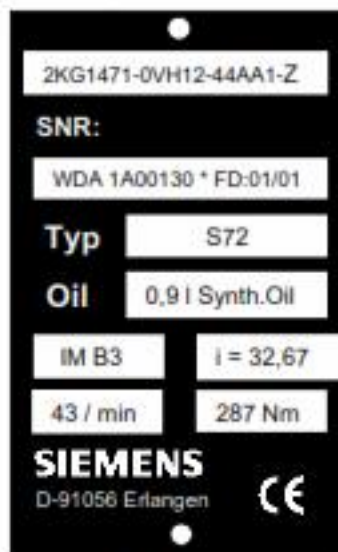 2KG1471-0VH12-44AA1-Z
SNR:
WDA 1A00130 * FD:01/01
Typ S72
Oil 0,9 l Synth.Oil
IM B3 i = 32,67
43 / min 287 Nm
SIEMENS
D-91056 Erlangen CE